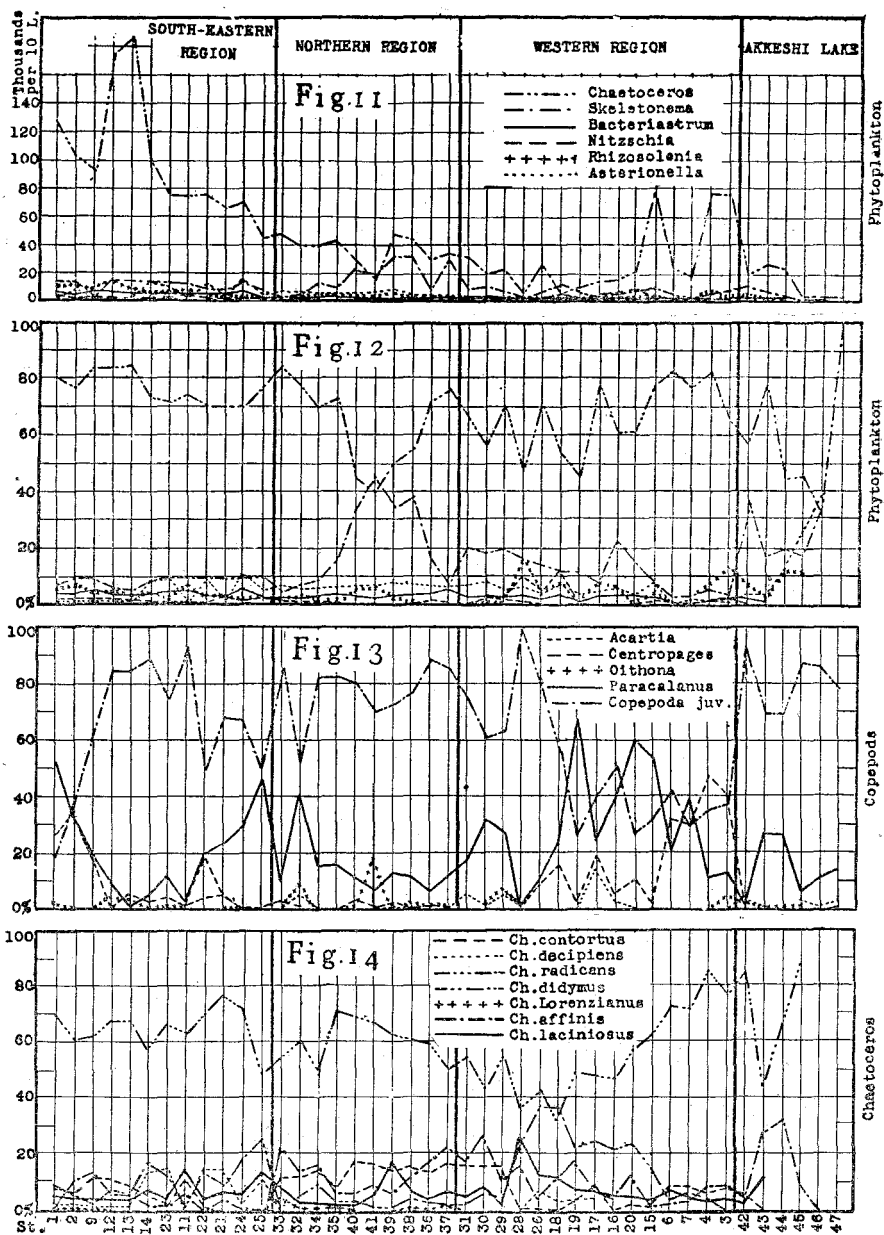 SOUTH-EASTERN REGION
NORTHERN REGION
WESTERN REGION
AKKESHI LAKE
Thousands per 10 L.
Fig.11
Chaetoceros
Skeletonema
Bacteriastrum
Nitzschia
Rhizosolenia
Asterionella
140
120
100
80
60
40
20
0
Phytoplankton
Fig.12
100
80
60
40
20
0%
Phytoplankton
Fig.13
Acartia
Centropages
Oithona
Paracalanus
Copepoda juv.
100
80
60
40
20
0%
Copepods
Fig.14
Ch.contortus
Ch.decipiens
Ch.radicans
Ch.didymus
Ch.Lorenzianus
Ch.affinis
Ch.laciniosus
100
80
60
40
20
0%
Chaetoceros
St. 1 2 9 12 13 14 23 11 22 21 24 25 33 32 34 35 40 41 39 38 36 37 31 30 29 28 26 18 19 17 16 20 15 6 7 4 3 42 43 44 45 46 47